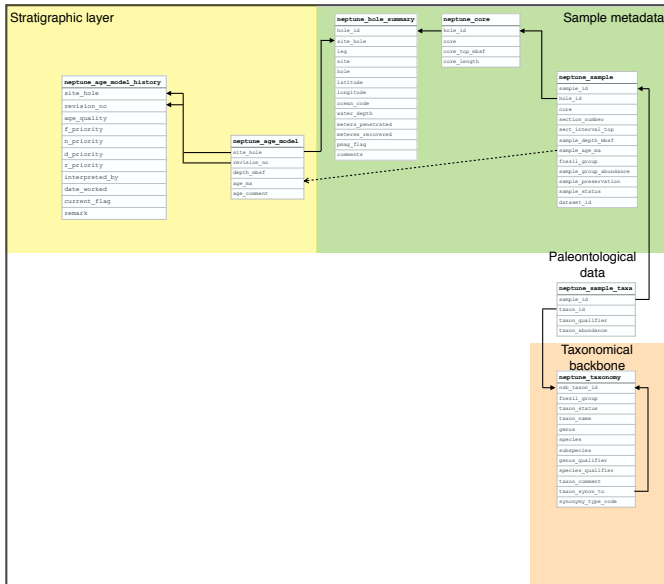 Stratigraphic layer
Sample metadata
neptune_hole_summary
hole_id
site_hole
leg
site
hole
latitude
longitude
ocean_code
water_depth
meters_penetrated
meteres_recovered
pmag_flag
comments
neptune_core
hole_id
core
core_top_mbsf
core_length
neptune_sample
sample_id
hole_id
core
section_number
sect_interval_top
sample_depth_mbsf
sample_age_ma
fossil_group
sample_group_abundance
sample_preservation
sample_status
dataset_id
neptune_age_model_history
site_hole
revision_no
age_quality
f_priority
n_priority
d_priority
r_priority
interpreted_by
date_worked
current_flag
remark
neptune_age_model
site_hole
revision_no
depth_mbsf
age_ma
age_comment
Paleontological
data
neptune_sample_taxa
sample_id
taxon_id
taxon_qualifier
taxon_abundance
Taxonomical
backbone
neptune_taxonomy
nsb_taxon_id
fossil_group
taxon_status
taxon_name
genus
species
subspecies
genus_qualifier
species_qualifier
taxon_comment
taxon_synon_to
synonymy_type_code